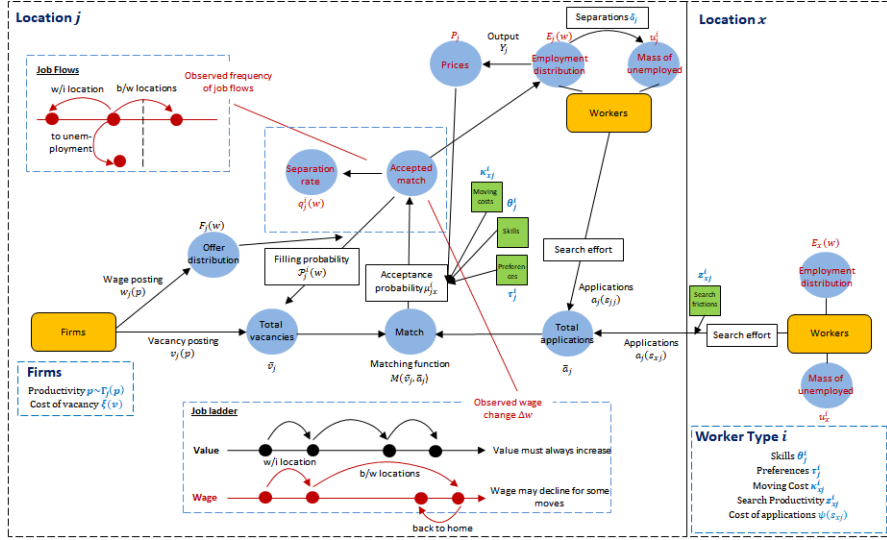 Location j
Location x
Separations δ_j
P_j
Output
Y_j
E_j(w)
u_j^i
Prices
Employment
distribution
Mass of
unemployed
Workers
Job Flows
w/i location
b/w locations
to unem-
ployment
Observed frequency
of job flows
Separation
rate
q_j^i(w)
Accepted
match
κ_xj^i
Moving
costs
θ_j^i
Skills
Preferen
ces
τ_j^i
F_j(w)
Offer
distribution
Filling probability
𝒫_j^i(w)
Acceptance
probability μ_jx^i
Search effort
Wage posting
w_j(p)
Applications
a_j(s_jj)
z_xj^i
Search
frictions
E_x(w)
Employment
distribution
Firms
Total
vacancies
Match
Total
applications
Search effort
Workers
Vacancy posting
v_j(p)
ṽ_j
Matching function
M(ṽ_j,ā_j)
ā_j
Applications
a_j(s_xj)
Mass of
unemployed
u_x^i
Firms
Productivity p~Γ_j(p)
Cost of vacancy ξ(v)
Observed wage
change Δw
Job ladder
Value
Value must always increase
w/i location
b/w locations
Wage
Wage may decline for some
moves
back to home
Worker Type i
Skills θ_j^i
Preferences τ_j^i
Moving Cost κ_xj^i
Search Productivity z_xj^i
Cost of applications ψ(s_xj)